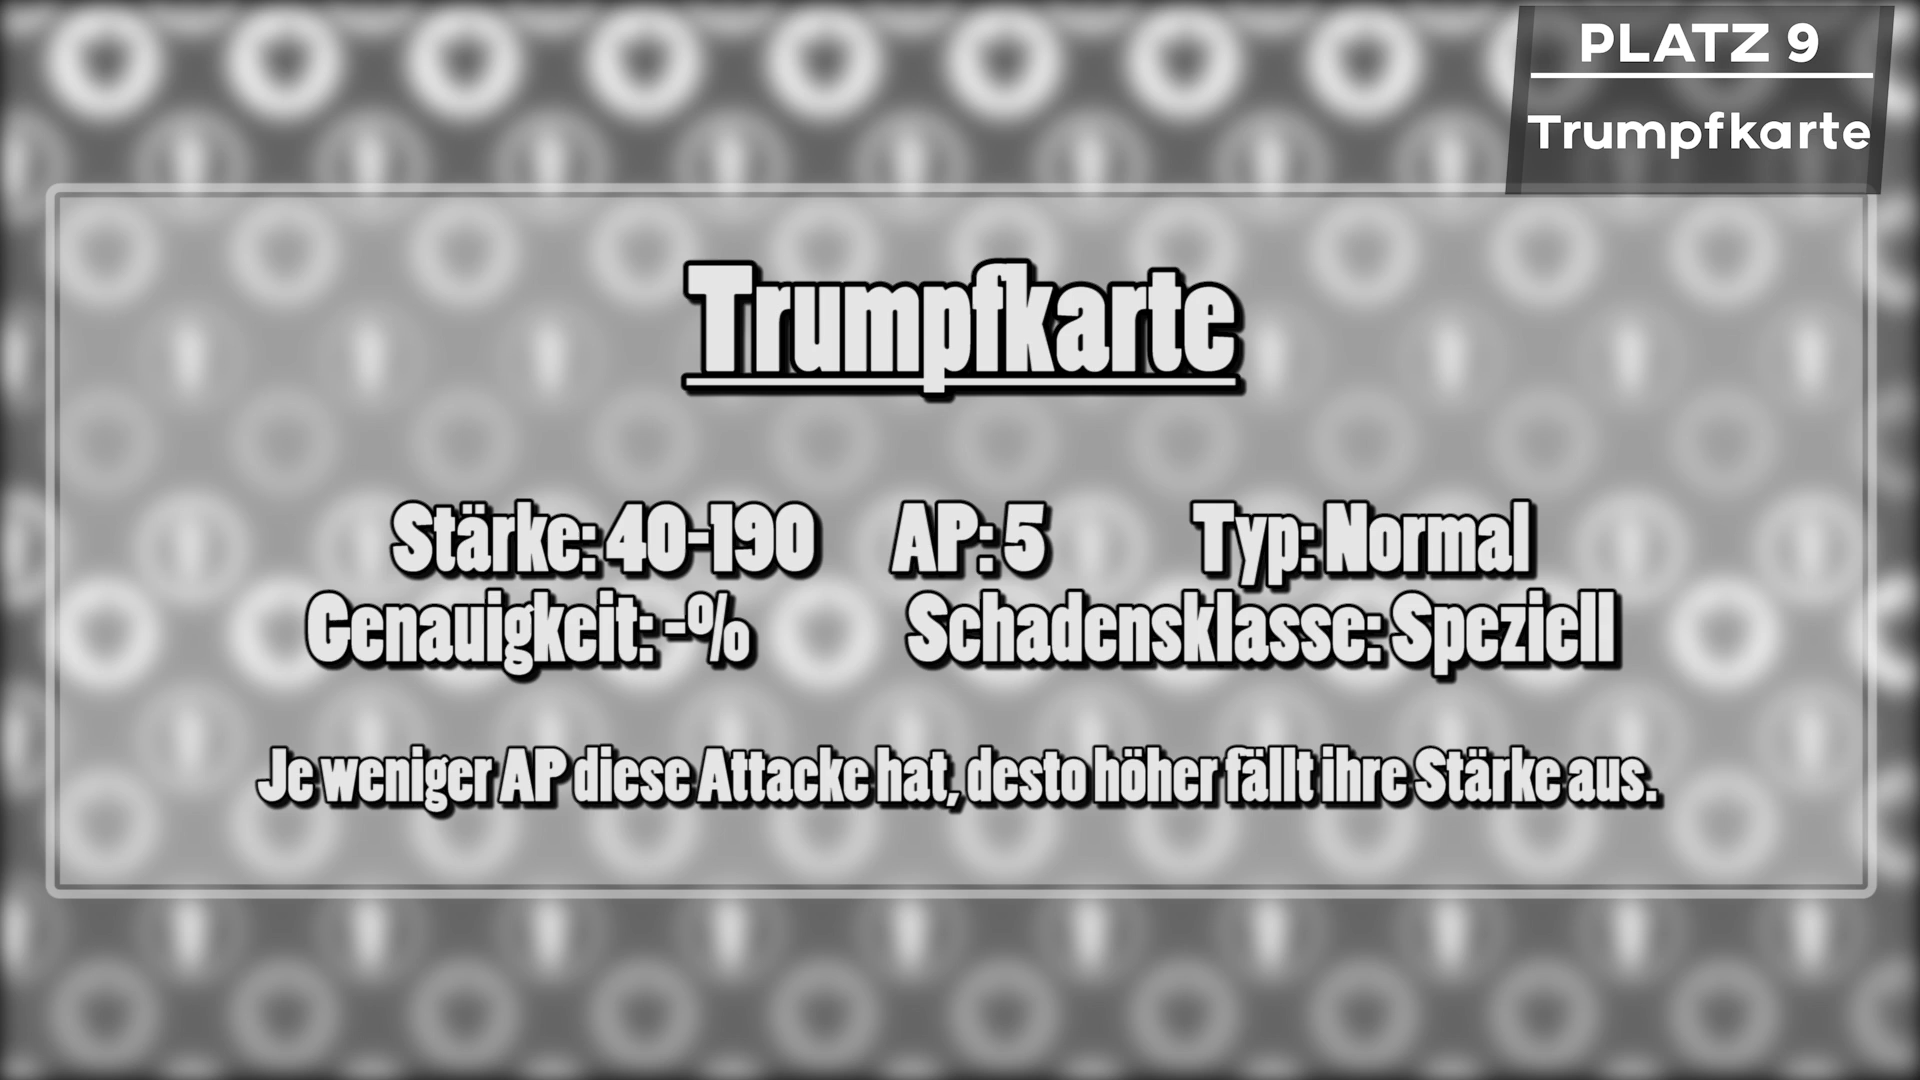 PLATZ 9
Trumpfkarte
Trumpfkarte
Stärke: 40-190 AP: 5 Typ: Normal
Genauigkeit: -% Schadensklasse: Speziell
Je weniger AP diese Attacke hat, desto höher fällt ihre Stärke aus.